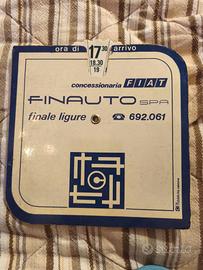 ora di arrivo
17 30
18.30
19
concessionaria FIAT
FINAUTO SPA
finale ligure ☎ 692.061